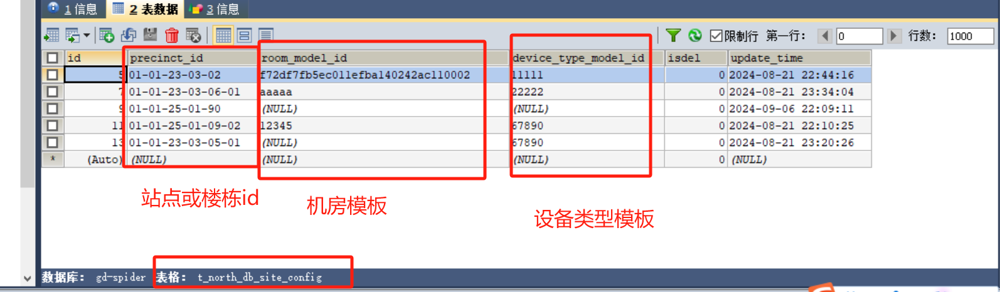 1 信息 2 表数据 3 信息
限制行 第一行: 0 行数: 1000
id precinct_id room_model_id device_type_model_id isdel update_time
5 01-01-23-03-02 f72df7fb5ec011efba140242ac110002 11111 0 2024-08-21 22:44:16
7 01-01-23-03-06-01 aaaaa 22222 0 2024-08-21 23:34:04
9 01-01-25-01-90 (NULL) (NULL) 0 2024-09-06 22:09:11
11 01-01-25-01-09-02 12345 67890 0 2024-08-21 22:10:25
13 01-01-23-03-05-01 (NULL) 67890 0 2024-08-21 23:20:26
* (Auto) (NULL) (NULL) (NULL) 0 (NULL)
站点或楼栋id
机房模板
设备类型模板
数据库: gd-spider 表格: t_north_db_site_config